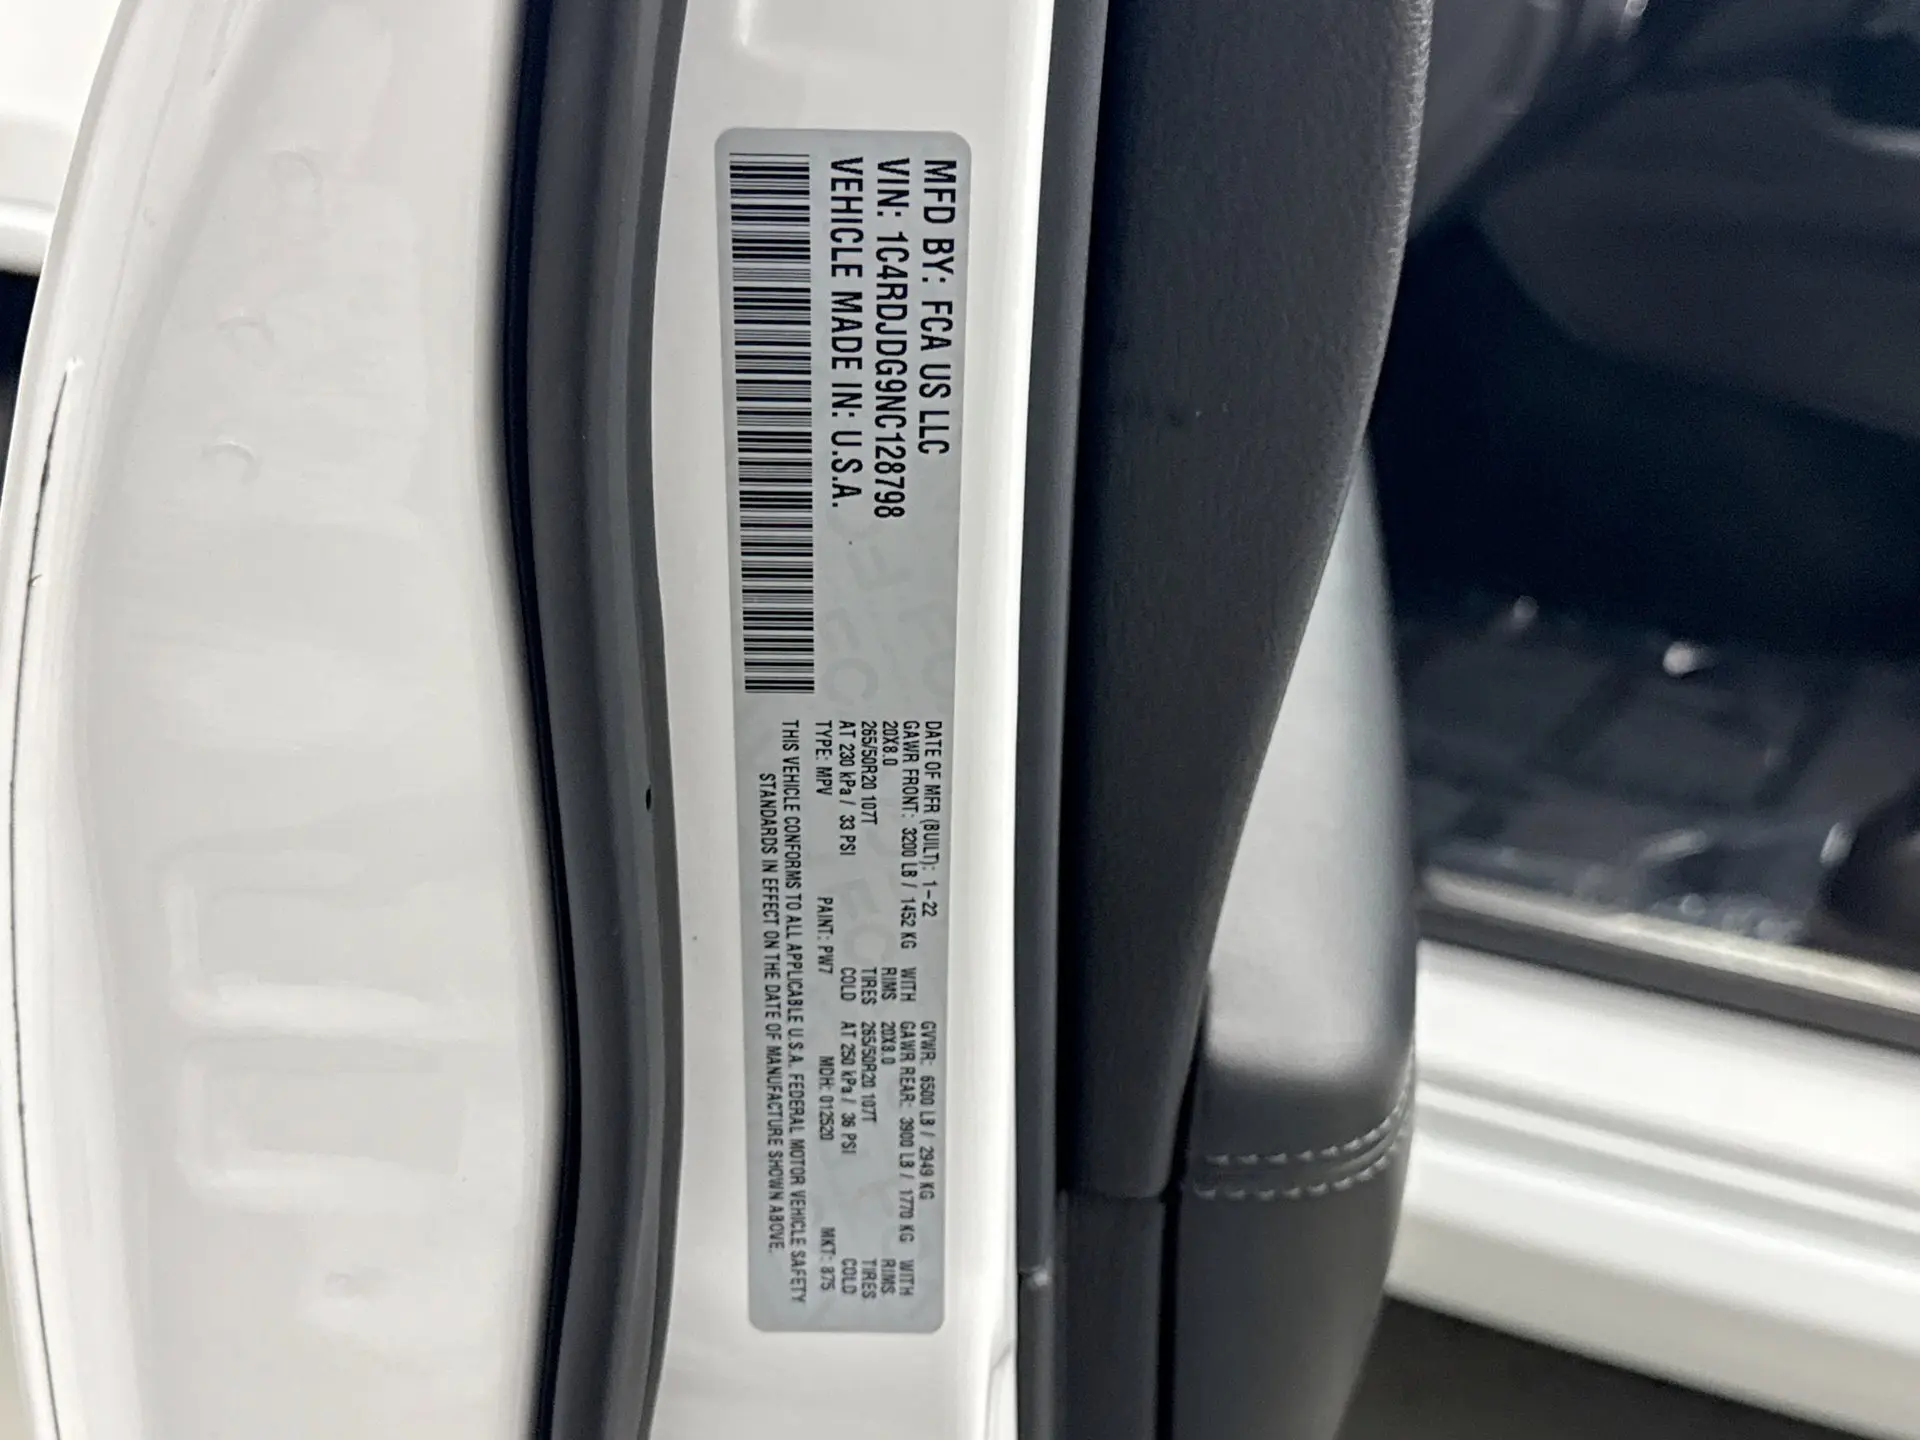 MFD BY: FCA US LLC
VIN: 1C4RDJDG9NC128798
VEHICLE MADE IN: U.S.A.
DATE OF MFR (BUILT): 1-22 GVWR: 6500 LB / 2949 KG
GAWR FRONT: 3200 LB / 1452 KG WITH GAWR REAR: 3900 LB / 1770 KG WITH
20X8.0 RIMS 20X8.0 RIMS
265/50R20 107T TIRES 265/50R20 107T TIRES
AT 230 kPa / 33 PSI COLD AT 250 kPa / 36 PSI COLD
TYPE: MPV PAINT: PW7 MDH: 012520 MKT: 875
THIS VEHICLE CONFORMS TO ALL APPLICABLE U.S.A. FEDERAL MOTOR VEHICLE SAFETY
STANDARDS IN EFFECT ON THE DATE OF MANUFACTURE SHOWN ABOVE.